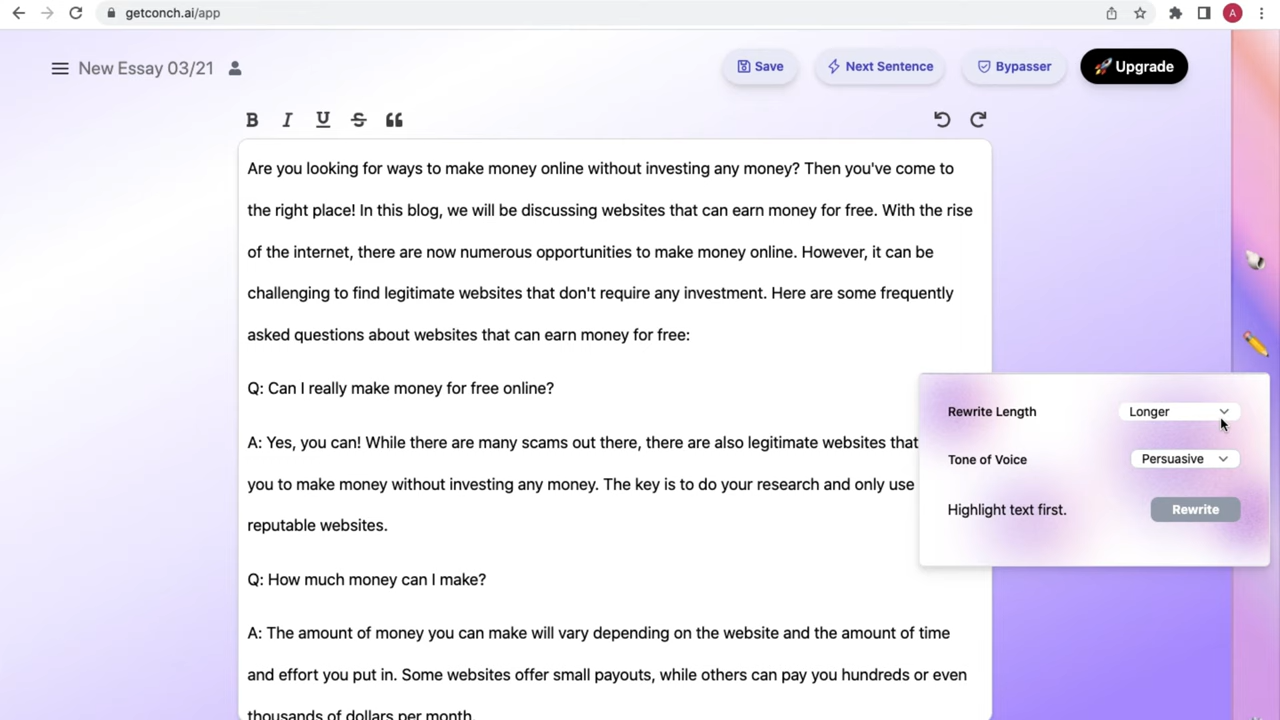 getconch.ai/app
A
New Essay 03/21
Save
Next Sentence
Bypasser
Upgrade
B I U S
Are you looking for ways to make money online without investing any money? Then you've come to
the right place! In this blog, we will be discussing websites that can earn money for free. With the rise
of the internet, there are now numerous opportunities to make money online. However, it can be
challenging to find legitimate websites that don't require any investment. Here are some frequently
asked questions about websites that can earn money for free:
Q: Can I really make money for free online?
A: Yes, you can! While there are many scams out there, there are also legitimate websites that
you to make money without investing any money. The key is to do your research and only use
reputable websites.
Q: How much money can I make?
A: The amount of money you can make will vary depending on the website and the amount of time
and effort you put in. Some websites offer small payouts, while others can pay you hundreds or even
thousands of dollars per month.
Rewrite Length
Longer
Tone of Voice
Persuasive
Highlight text first.
Rewrite